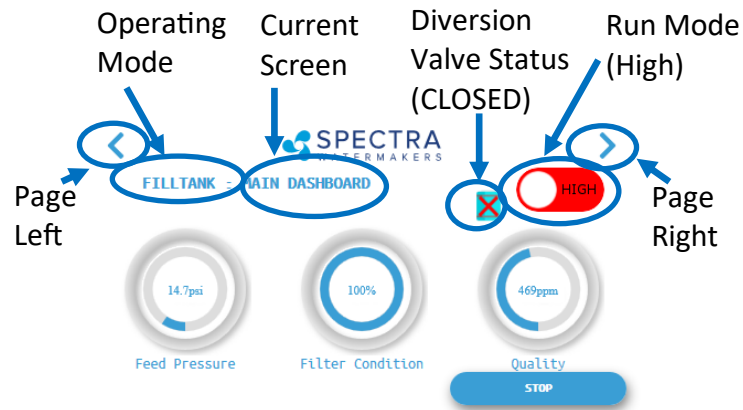 Operating
Mode
Current
Screen
Diversion
Valve Status
(CLOSED)
Run Mode
(High)
SPECTRA
WATERMAKERS
Page
Left
FILLTANK - MAIN DASHBOARD
HIGH
Page
Right
14.7psi
100%
469ppm
Feed Pressure
Filter Condition
Quality
STOP